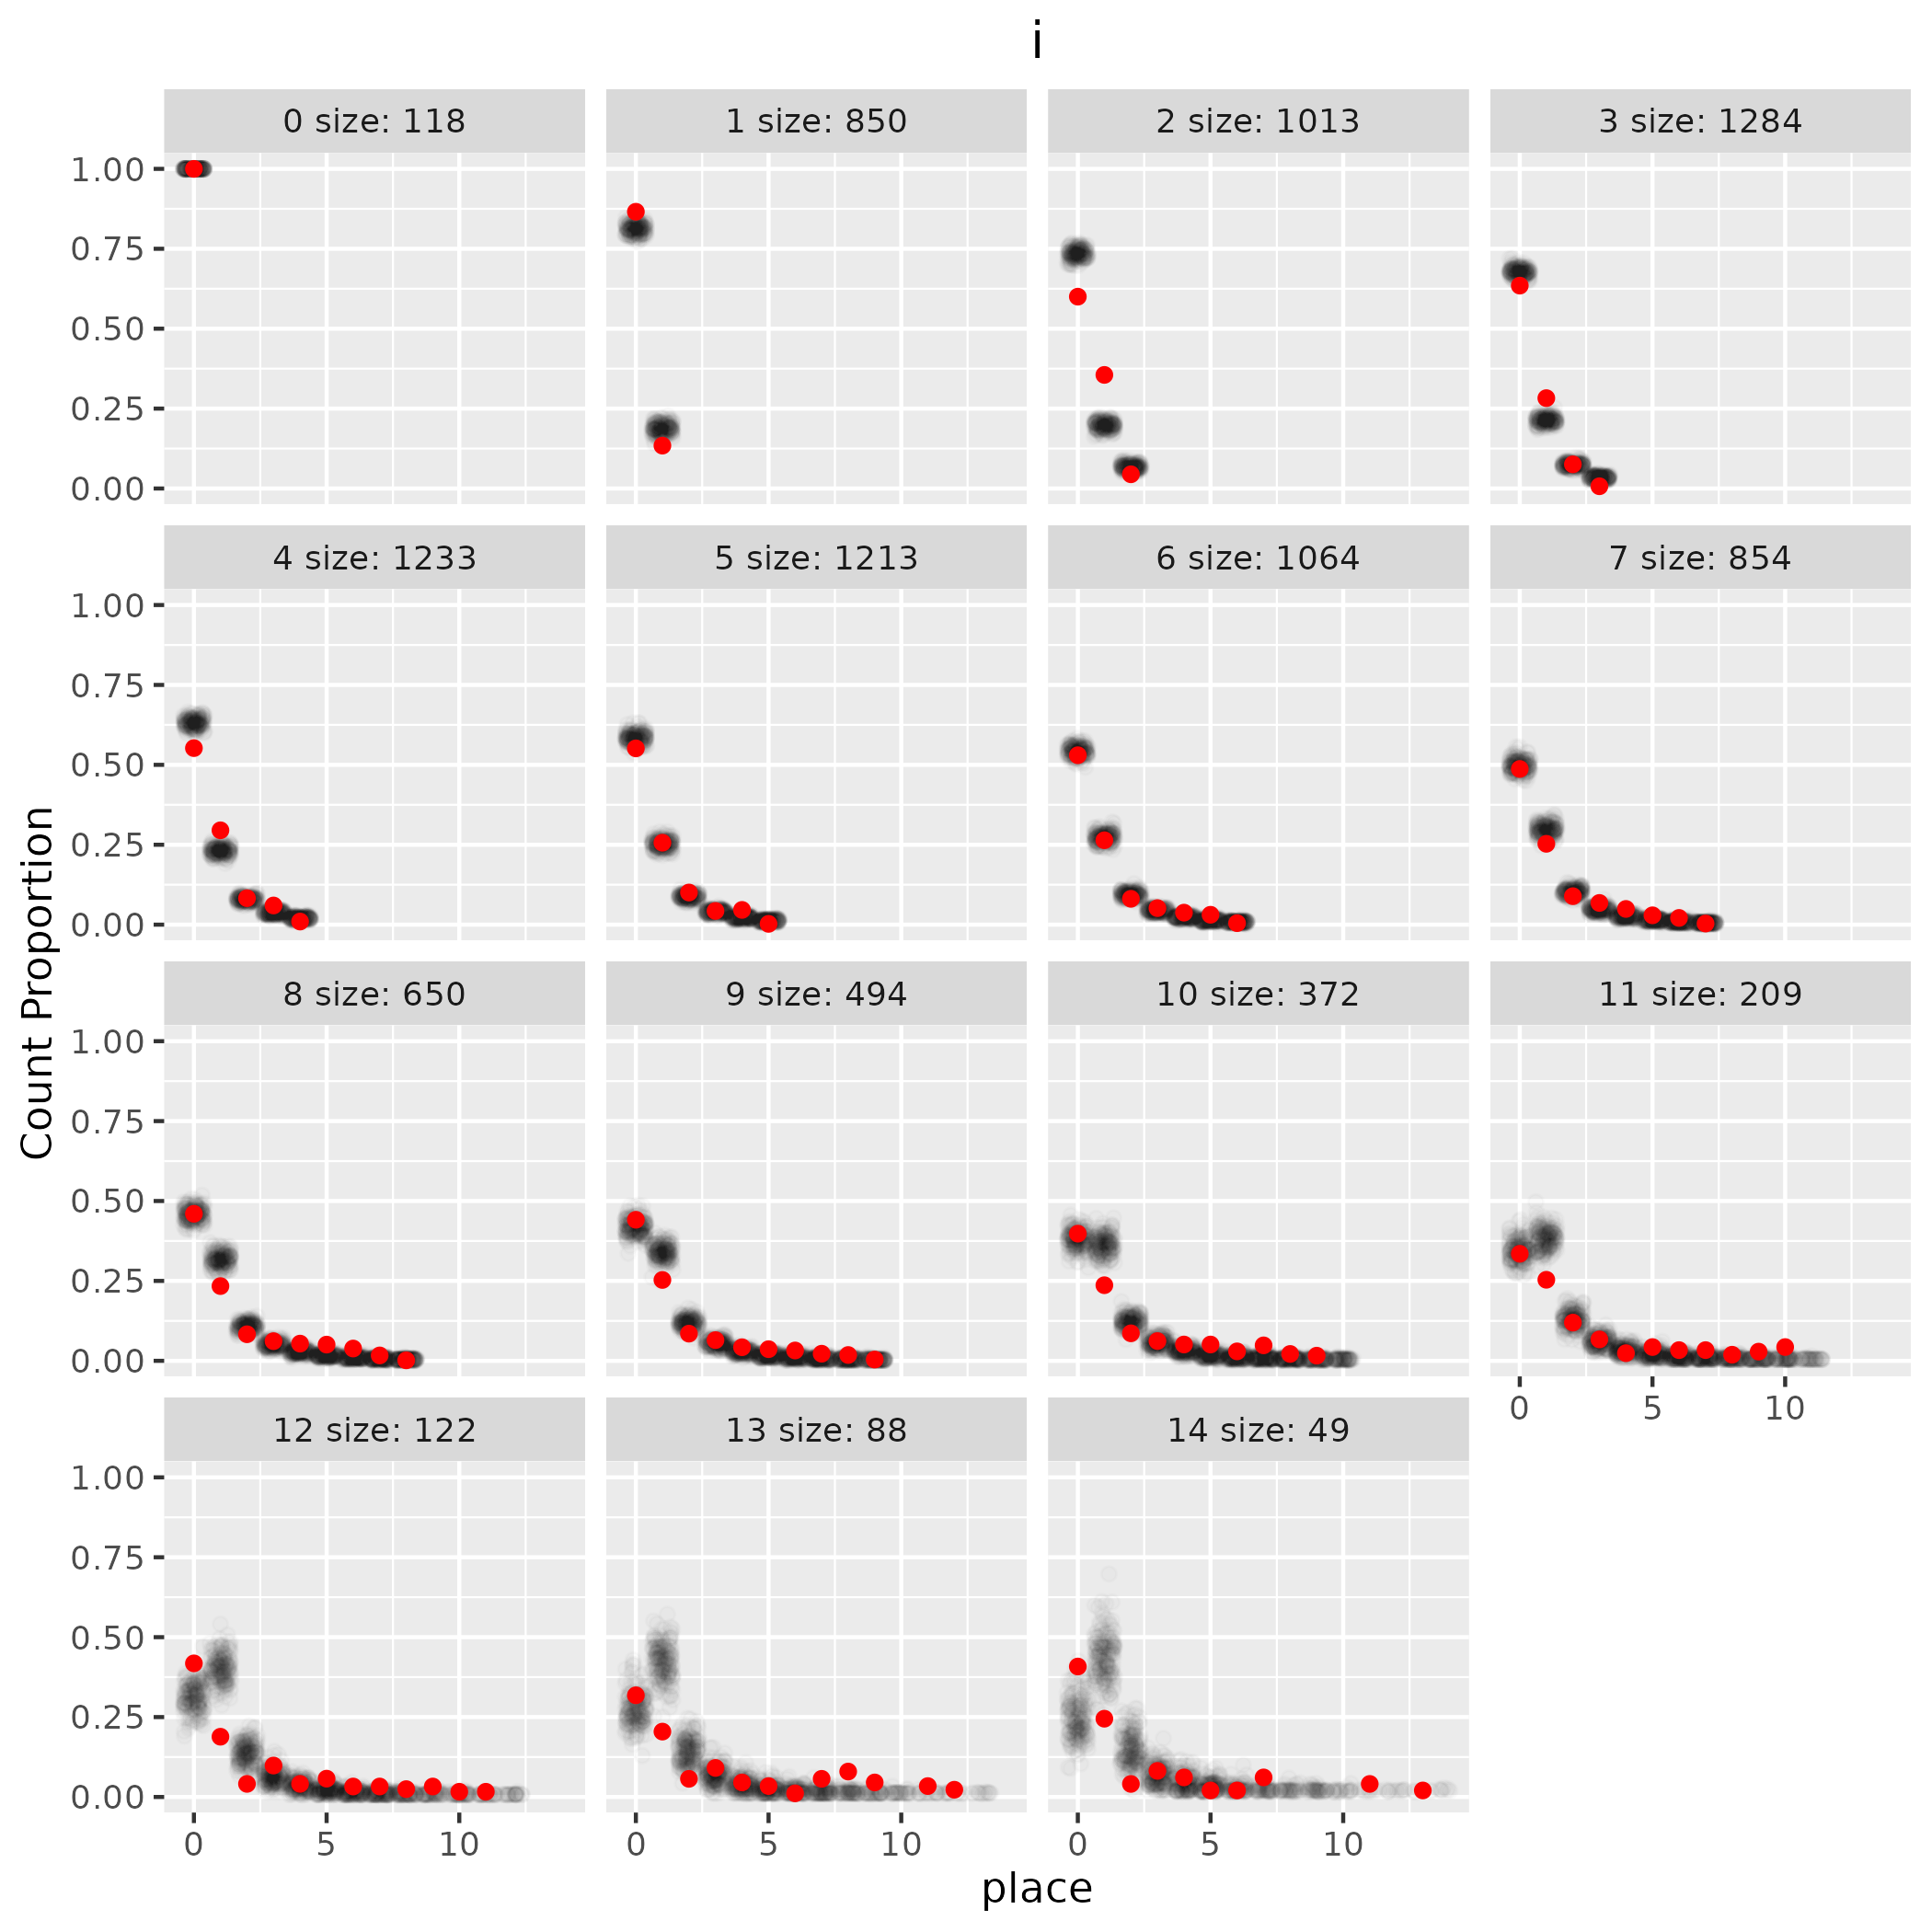 i
0 size: 118
1 size: 850
2 size: 1013
3 size: 1284
1.00
0.75
0.50
0.25
0.00
4 size: 1233
5 size: 1213
6 size: 1064
7 size: 854
1.00
0.75
0.50
0.25
0.00
Count Proportion
8 size: 650
9 size: 494
10 size: 372
11 size: 209
1.00
0.75
0.50
0.25
0.00
0 5 10
12 size: 122
13 size: 88
14 size: 49
1.00
0.75
0.50
0.25
0.00
0 5 10
0 5 10
0 5 10
place